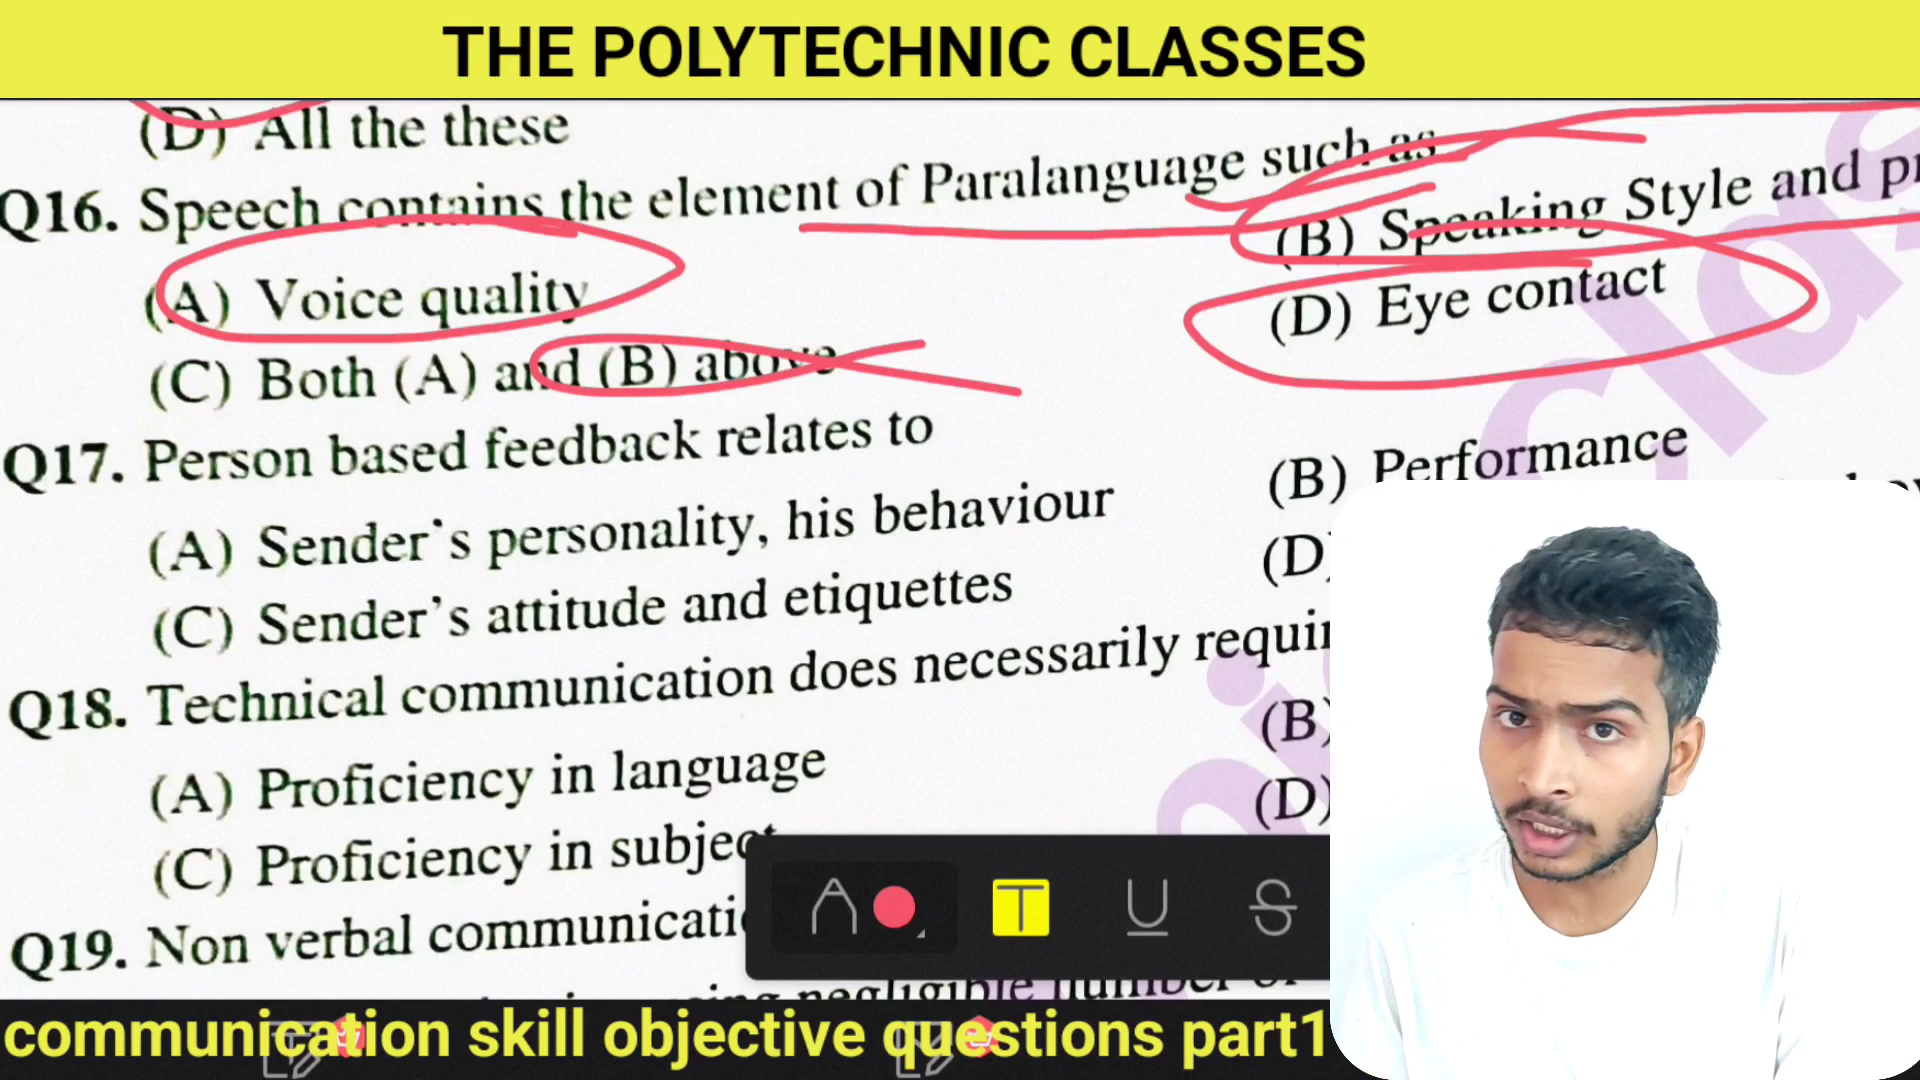 THE POLYTECHNIC CLASSES
(D) All the these
Q16. Speech contains the element of Paralanguage such as
(A) Voice quality
(B) Speaking Style and
(C) Both (A) and (B) above
(D) Eye contact
Q17. Person based feedback relates to
(A) Sender's personality, his behaviour
(B) Performance
(C) Sender's attitude and etiquettes
(D)
Q18. Technical communication does necessarily
(A) Proficiency in language
(B)
(C) Proficiency in
(D)
Q19. Non verbal
negligible
T U S
communication skill objective questions part1